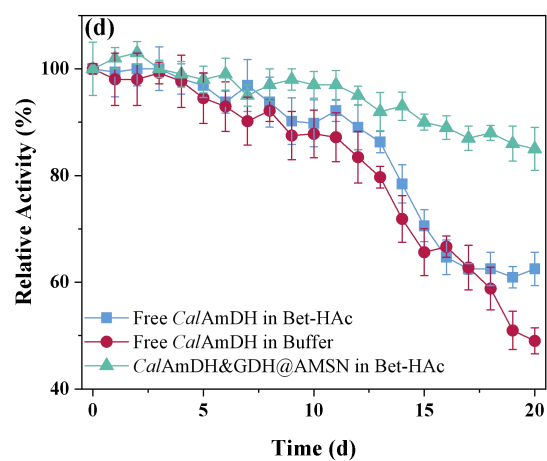 (d)
Relative Activity (%)
100
80
60
40
Free CalAmDH in Bet-HAc
Free CalAmDH in Buffer
CalAmDH&GDH@AMSN in Bet-HAc
0 5 10 15 20
Time (d)